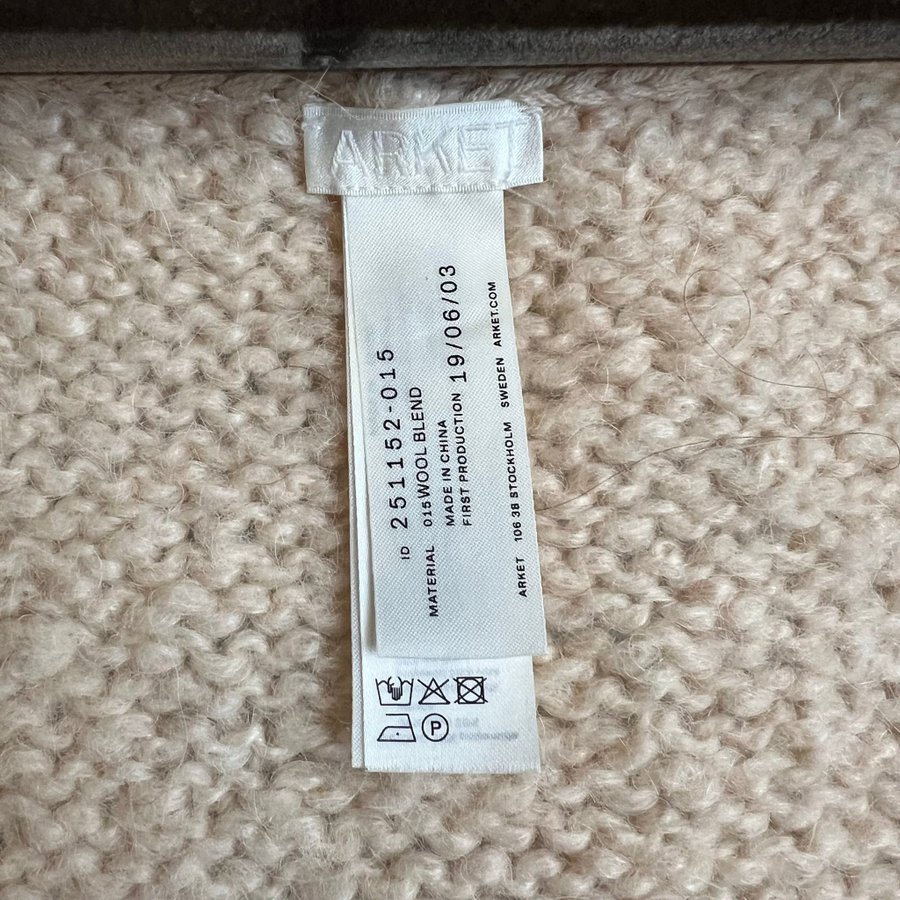 ARKET
ID 251152-015
MATERIAL 015 WOOL BLEND
MADE IN CHINA
FIRST PRODUCTION 19/06/03
ARKET 106 38 STOCKHOLM SWEDEN ARKET.COM
P